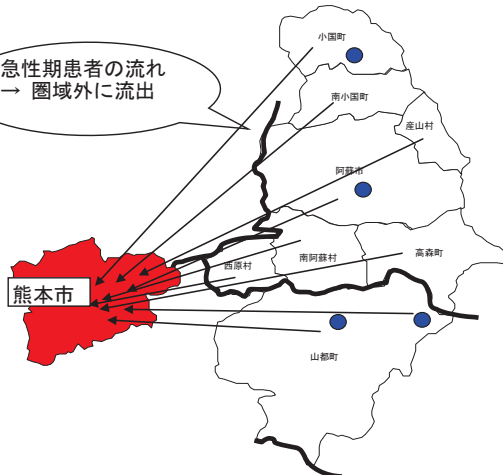 小国町
急性期患者の流れ
→ 圏域外に流出
南小国町
産山村
阿蘇市
西原村
南阿蘇村
高森町
熊本市
山都町